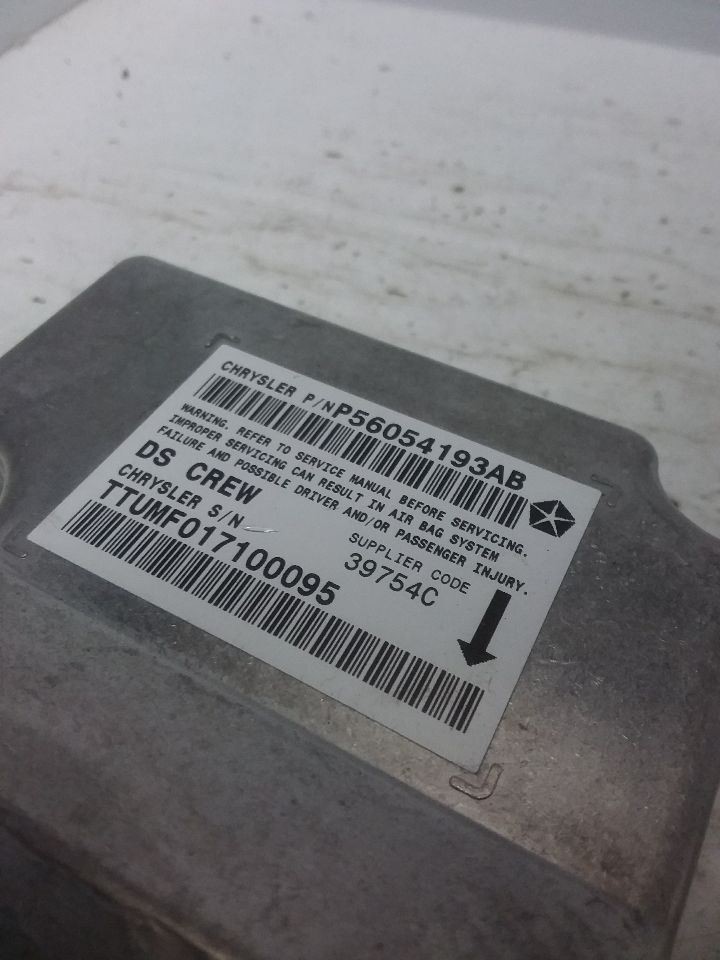 CHRYSLER P/N P56054193AB
WARNING. REFER TO SERVICE MANUAL BEFORE SERVICING.
IMPROPER SERVICING CAN RESULT IN AIR BAG SYSTEM
FAILURE AND POSSIBLE DRIVER AND/OR PASSENGER INJURY.
DS CREW
CHRYSLER S/N
TTUMF017100095
SUPPLIER CODE
39754C